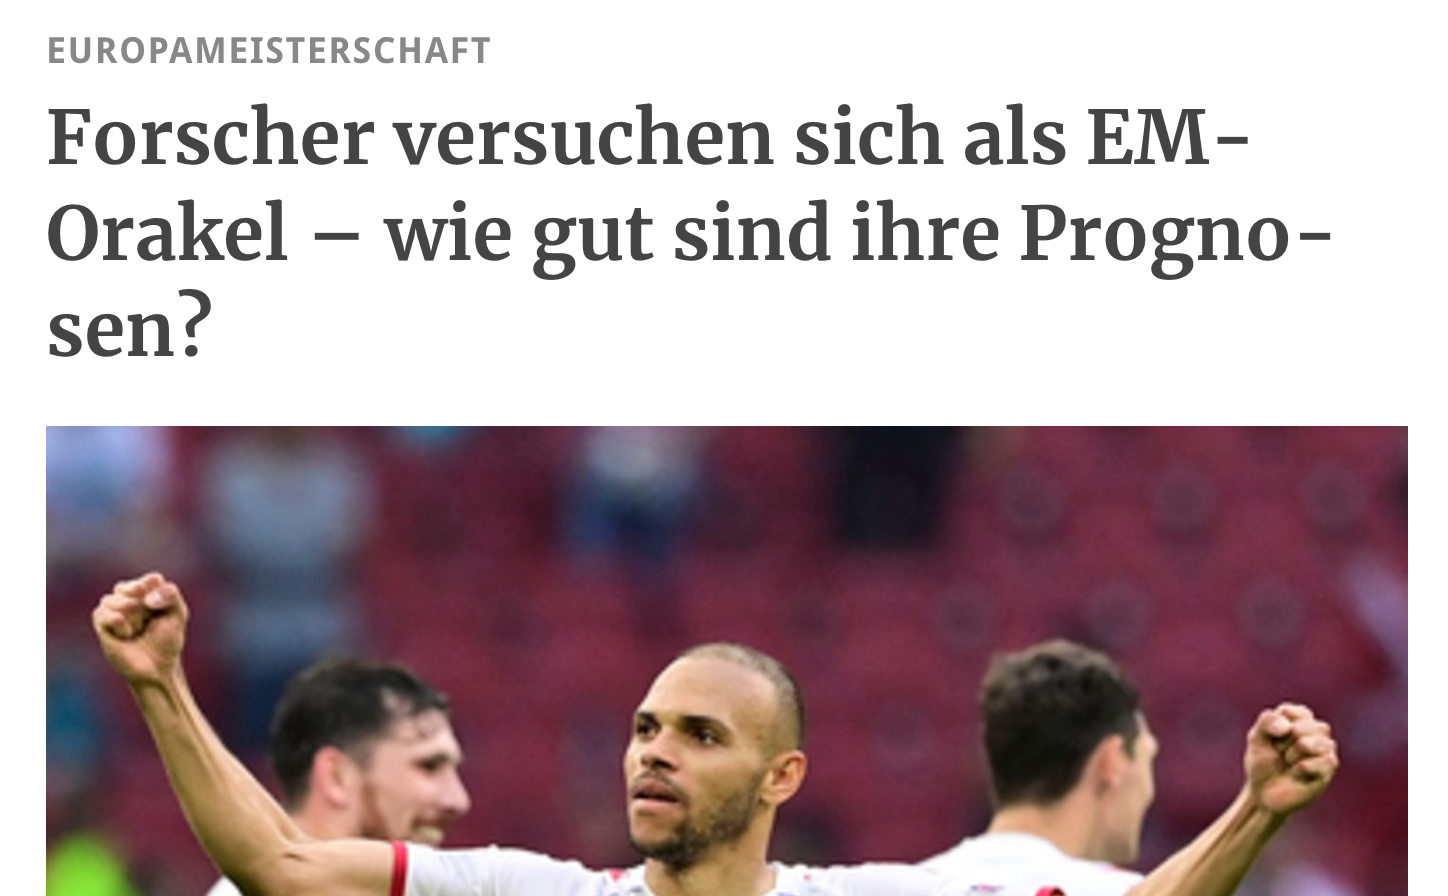 EUROPAMEISTERSCHAFT
Forscher versuchen sich als EM-
Orakel – wie gut sind ihre Progno-
sen?